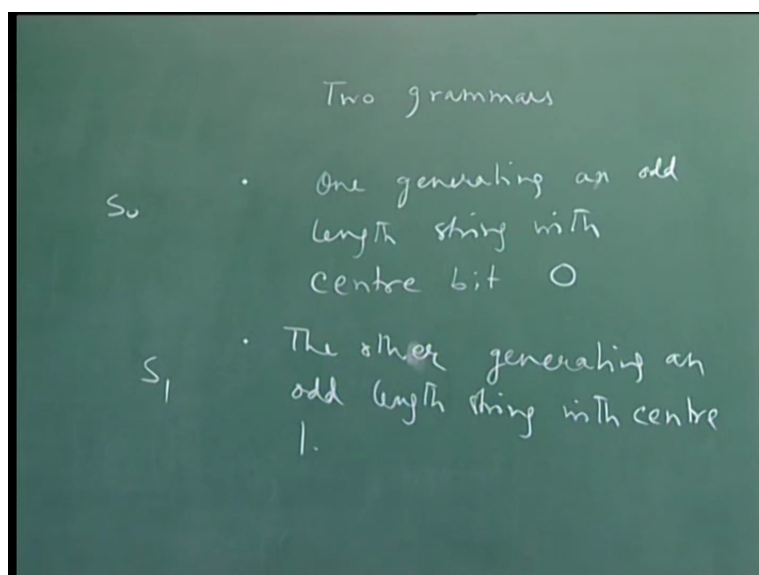 Two grammars
S₀ • One generating an odd
length string with
centre bit 0
S₁ • The other generating an
odd length string with centre
1.